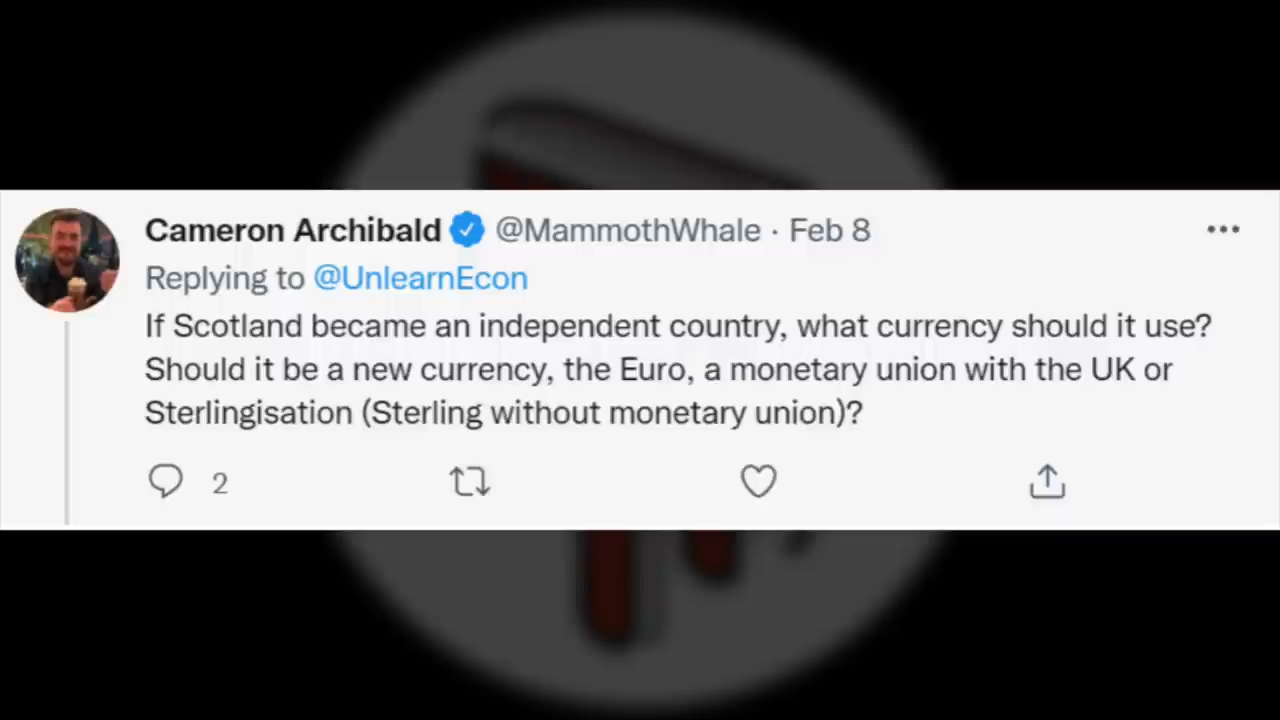 Cameron Archibald @MammothWhale · Feb 8
Replying to @UnlearnEcon
If Scotland became an independent country, what currency should it use?
Should it be a new currency, the Euro, a monetary union with the UK or
Sterlingisation (Sterling without monetary union)?
2